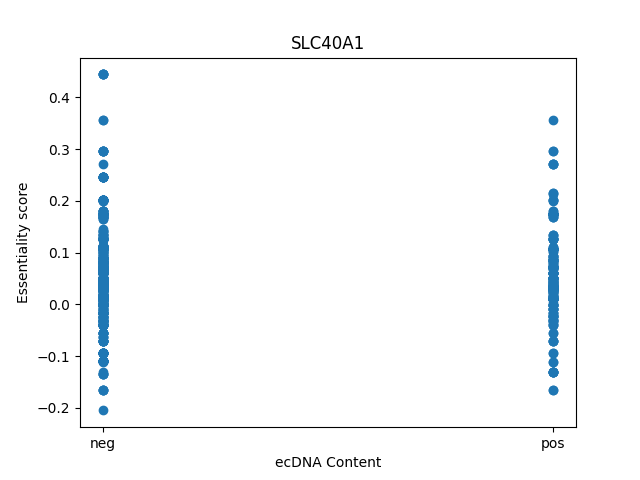 SLC40A1
Essentiality score
0.4
0.3
0.2
0.1
0.0
−0.1
−0.2
neg
pos
ecDNA Content